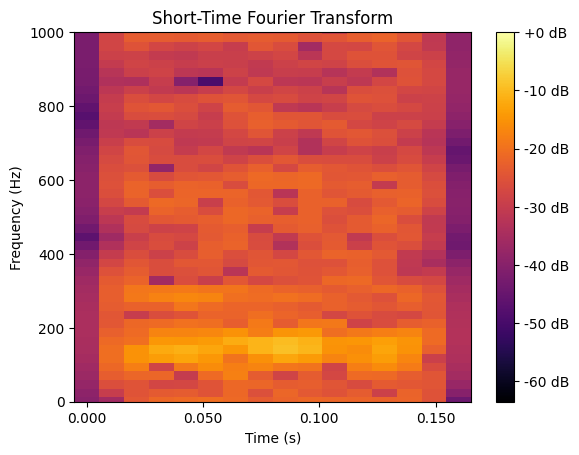 Short-Time Fourier Transform
Frequency (Hz)
1000
800
600
400
200
0
0.000
0.050
0.100
0.150
Time (s)
+0 dB
-10 dB
-20 dB
-30 dB
-40 dB
-50 dB
-60 dB